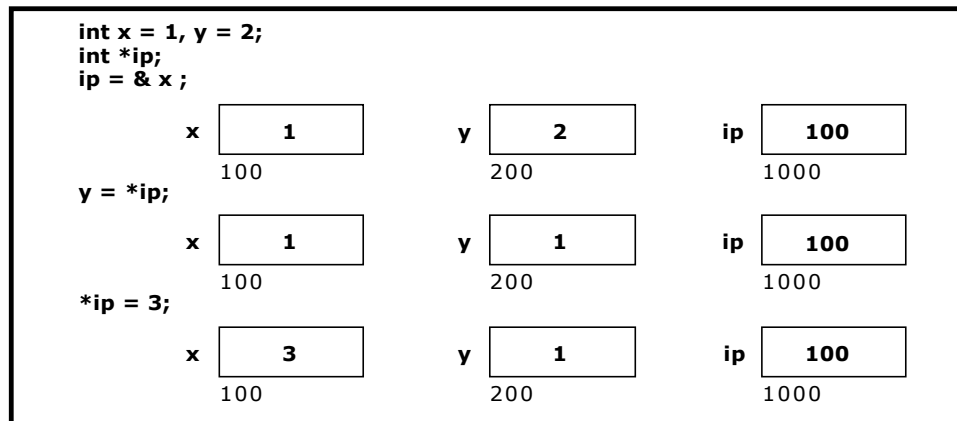 int x = 1, y = 2;
int *ip;
ip = & x ;
x 1 y 2 ip 100
100 200 1000
y = *ip;
x 1 y 1 ip 100
100 200 1000
*ip = 3;
x 3 y 1 ip 100
100 200 1000